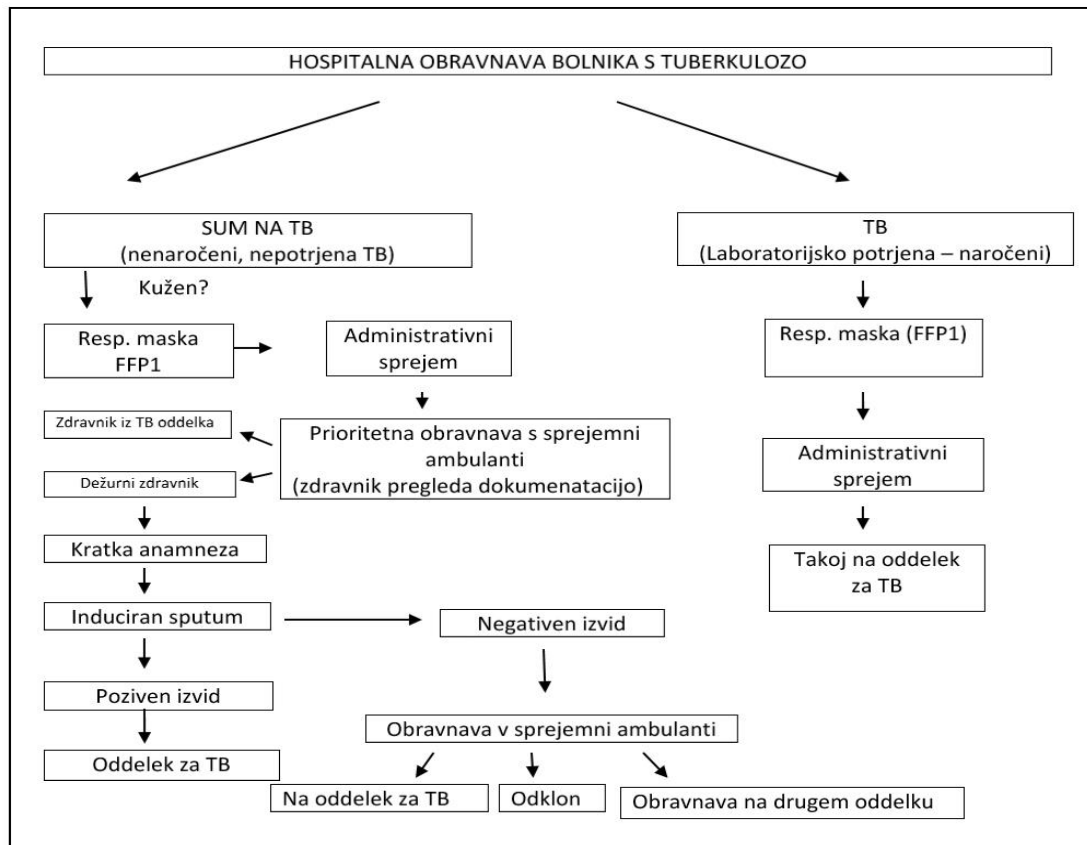 HOSPITALNA OBRAVNAVA BOLNIKA S TUBERKULOZO
SUM NA TB
(nenaročeni, nepotrjena TB)
TB
(Laboratorijsko potrjena – naročeni)
Kužen?
Resp. maska
FFP1
Administrativni
sprejem
Resp. maska (FFP1)
Zdravnik iz TB oddelka
Dežurni zdravnik
Prioritetna obravnava s sprejemni
ambulanti
(zdravnik pregleda dokumenatacijo)
Administrativni
sprejem
Kratka anamneza
Takoj na oddelek
za TB
Induciran sputum
Negativen izvid
Poziven izvid
Obravnava v sprejemni ambulanti
Oddelek za TB
Na oddelek za TB
Odklon
Obravnava na drugem oddelku